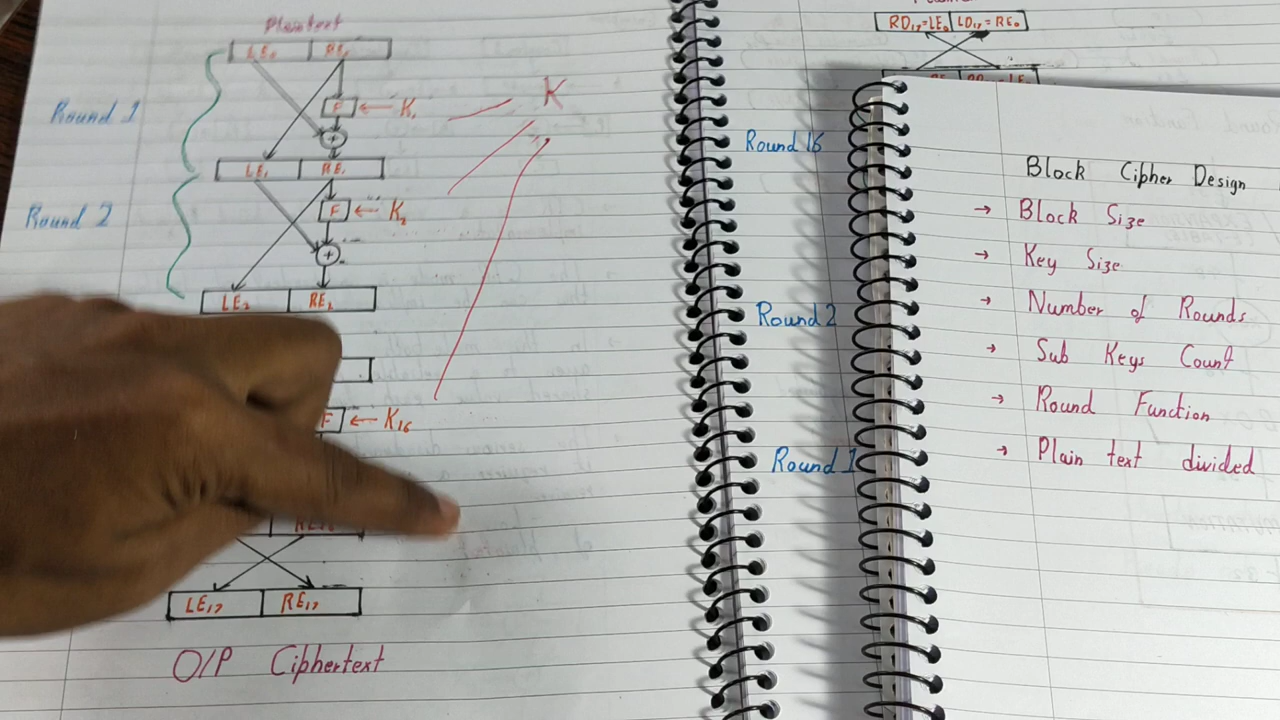 Plaintext
LE₀ RE₀
Round 1
F ← K₁
K
+
LE₁ RE₁
Round 2
F ← K₂
+
LE₂ RE₂
F ← K₁₆
LE₁₇ RE₁₇
O/P Ciphertext
RD₁₇=LE₀ LD₁₇=RE₀
Round 16
Round 2
Round 1
Block Cipher Design
→ Block Size
→ Key Size
→ Number of Rounds
→ Sub Keys Count
→ Round Function
→ Plain text divided